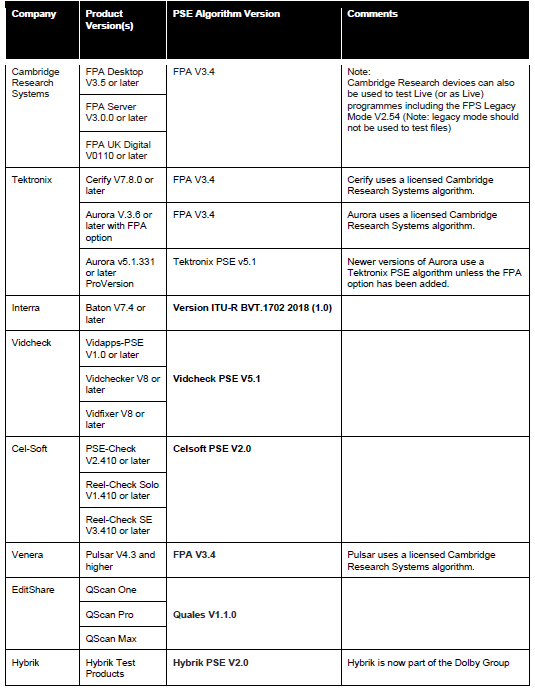 Company Product Version(s) PSE Algorithm Version Comments
Cambridge Research Systems
FPA Desktop V3.5 or later
FPA V3.4
Note:
Cambridge Research devices can also
be used to test Live (or as Live)
programmes including the FPS Legacy
Mode V2.54 (Note: legacy mode should
not be used to test files)
FPA Server
V3.0.0 or later
FPA UK Digital
V0110 or later
Tektronix
Cerify V7.8.0 or
later
FPA V3.4
Cerify uses a licensed Cambridge
Research Systems algorithm.
Aurora V.3.6 or
later with FPA
option
FPA V3.4
Aurora uses a licensed Cambridge
Research Systems algorithm.
Aurora v5.1.331
or later
ProVersion
Tektronix PSE v5.1
Newer versions of Aurora use a
Tektronix PSE algorithm unless the FPA
option has been added.
Interra
Baton V7.4 or
later
Version ITU-R BVT.1702 2018 (1.0)
Vidcheck
Vidapps-PSE
V1.0 or later
Vidchecker V8 or
later
Vidfixer V8 or
later
Vidcheck PSE V5.1
Cel-Soft
PSE-Check
V2.410 or later
Celsoft PSE V2.0
Reel-Check Solo
V1.410 or later
Reel-Check SE
V3.410 or later
Venera
Pulsar V4.3 and
higher
FPA V3.4
Pulsar uses a licensed Cambridge
Research Systems algorithm.
EditShare
QScan One
QScan Pro
QScan Max
Quales V1.1.0
Hybrik
Hybrik Test
Products
Hybrik PSE V2.0
Hybrik is now part of the Dolby Group